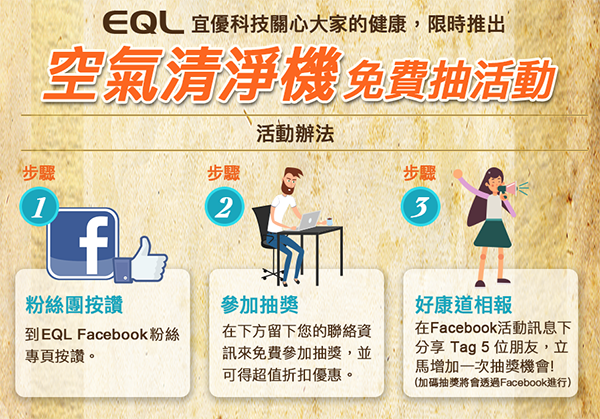 EQL 宜優科技關心大家的健康，限時推出
空氣清淨機 免費抽活動
活動辦法
步驟
1
粉絲團按讚
到EQL Facebook粉絲
專頁按讚。
步驟
2
參加抽獎
在下方留下您的聯絡資
訊來免費參加抽獎，並
可得超值折扣優惠。
步驟
3
好康道相報
在Facebook活動訊息下
分享 Tag 5 位朋友，立
馬增加一次抽獎機會!
(加碼抽獎將會透過Facebook進行)